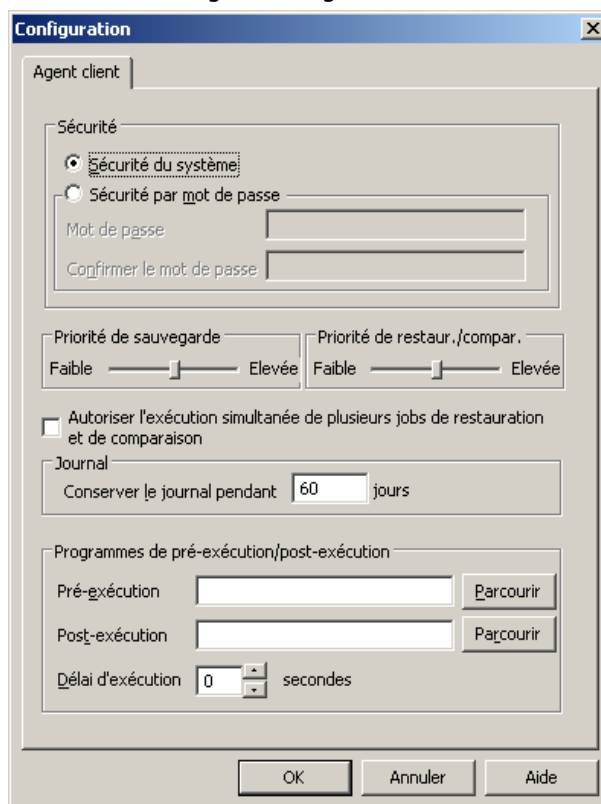 Configuration
Agent client
Sécurité
Sécurité du système
Sécurité par mot de passe
Mot de passe
Confirmer le mot de passe
Priorité de sauvegarde
Faible Elevée
Priorité de restaur./compar.
Faible Elevée
Autoriser l'exécution simultanée de plusieurs jobs de restauration
et de comparaison
Journal
Conserver le journal pendant 60 jours
Programmes de pré-exécution/post-exécution
Pré-exécution Parcourir
Post-exécution Parcourir
Délai d'exécution 0 secondes
OK Annuler Aide